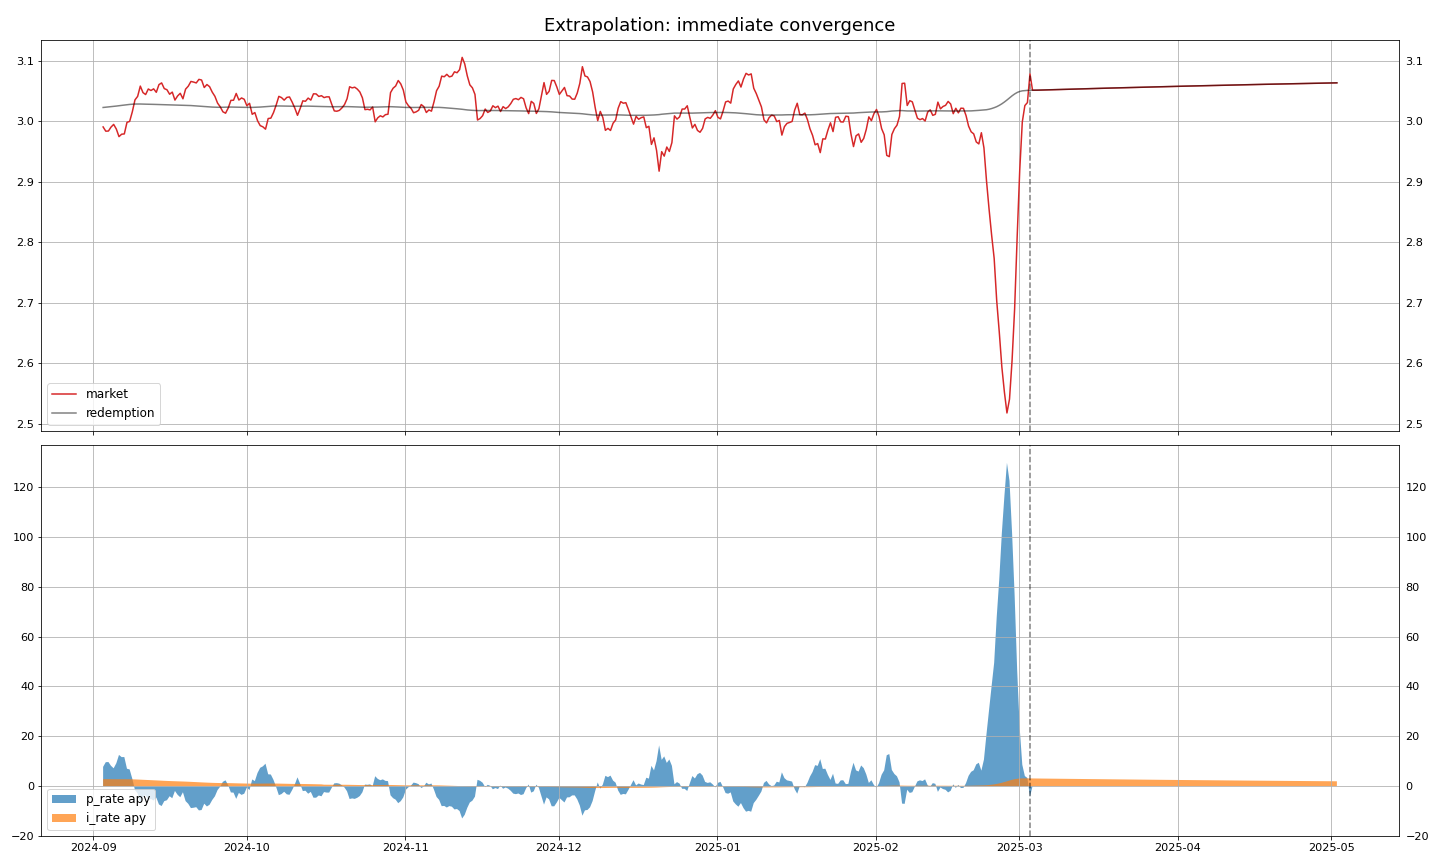 Extrapolation: immediate convergence
3.1 3.1
3.0 3.0
2.9 2.9
2.8 2.8
2.7 2.7
2.6 2.6
market
redemption
2.5 2.5
120 120
100 100
80 80
60 60
40 40
20 20
0 0
p_rate apy
i_rate apy
−20 −20
2024-09 2024-10 2024-11 2024-12 2025-01 2025-02 2025-03 2025-04 2025-05